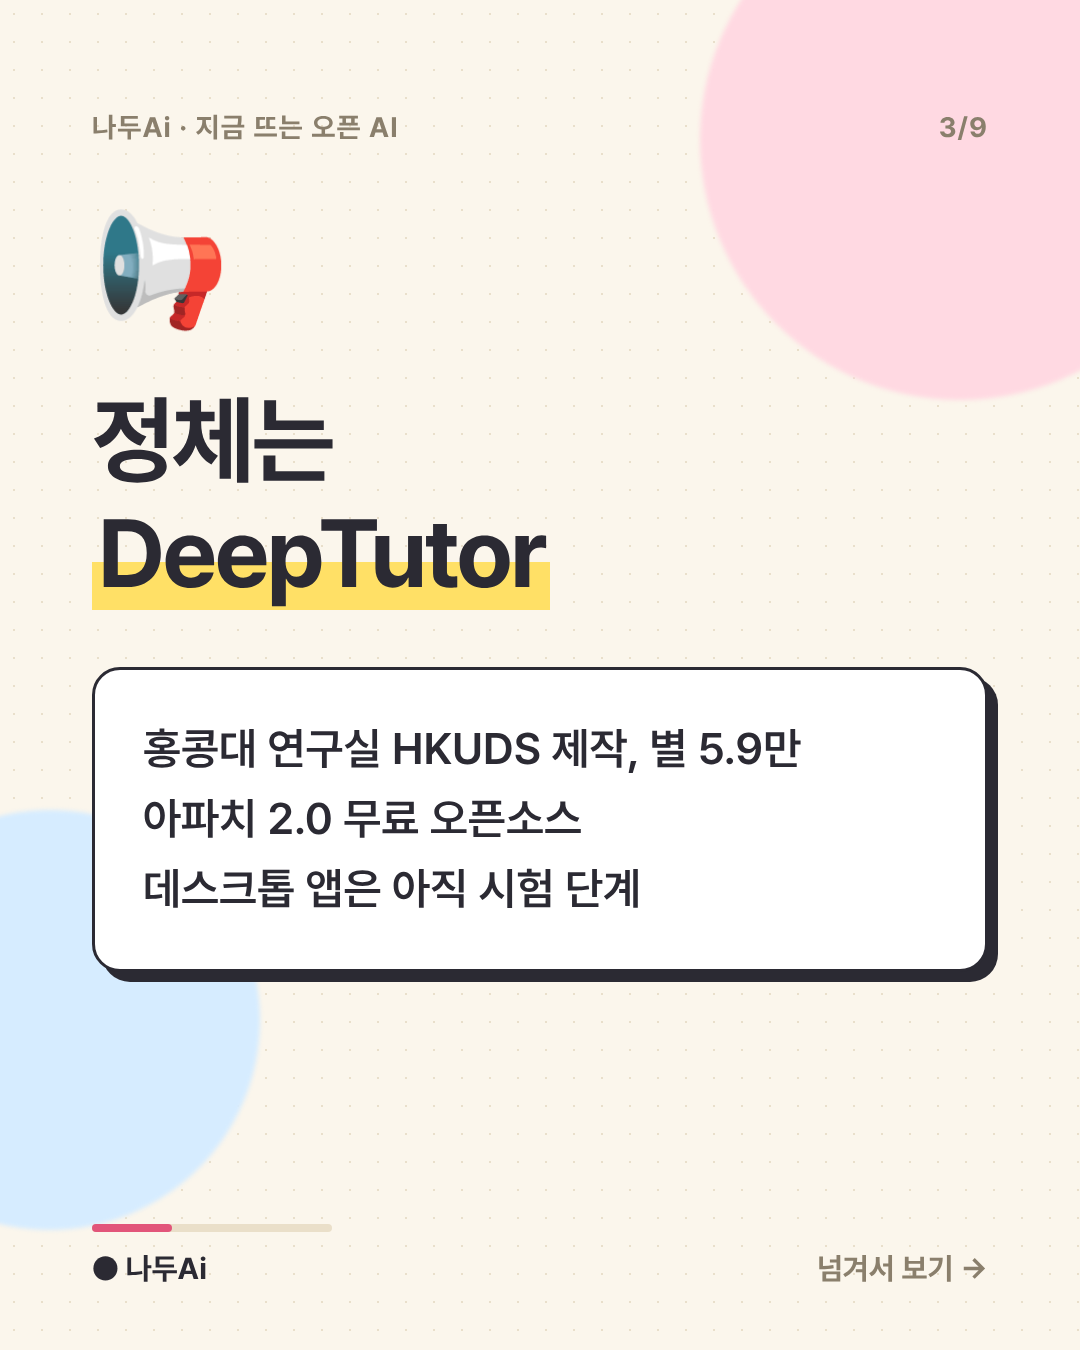 나두Ai · 지금 뜨는 오픈 AI
3/9
정체는
DeepTutor
홍콩대 연구실 HKUDS 제작, 별 5.9만
아파치 2.0 무료 오픈소스
데스크톱 앱은 아직 시험 단계
● 나두Ai
넘겨서 보기 →